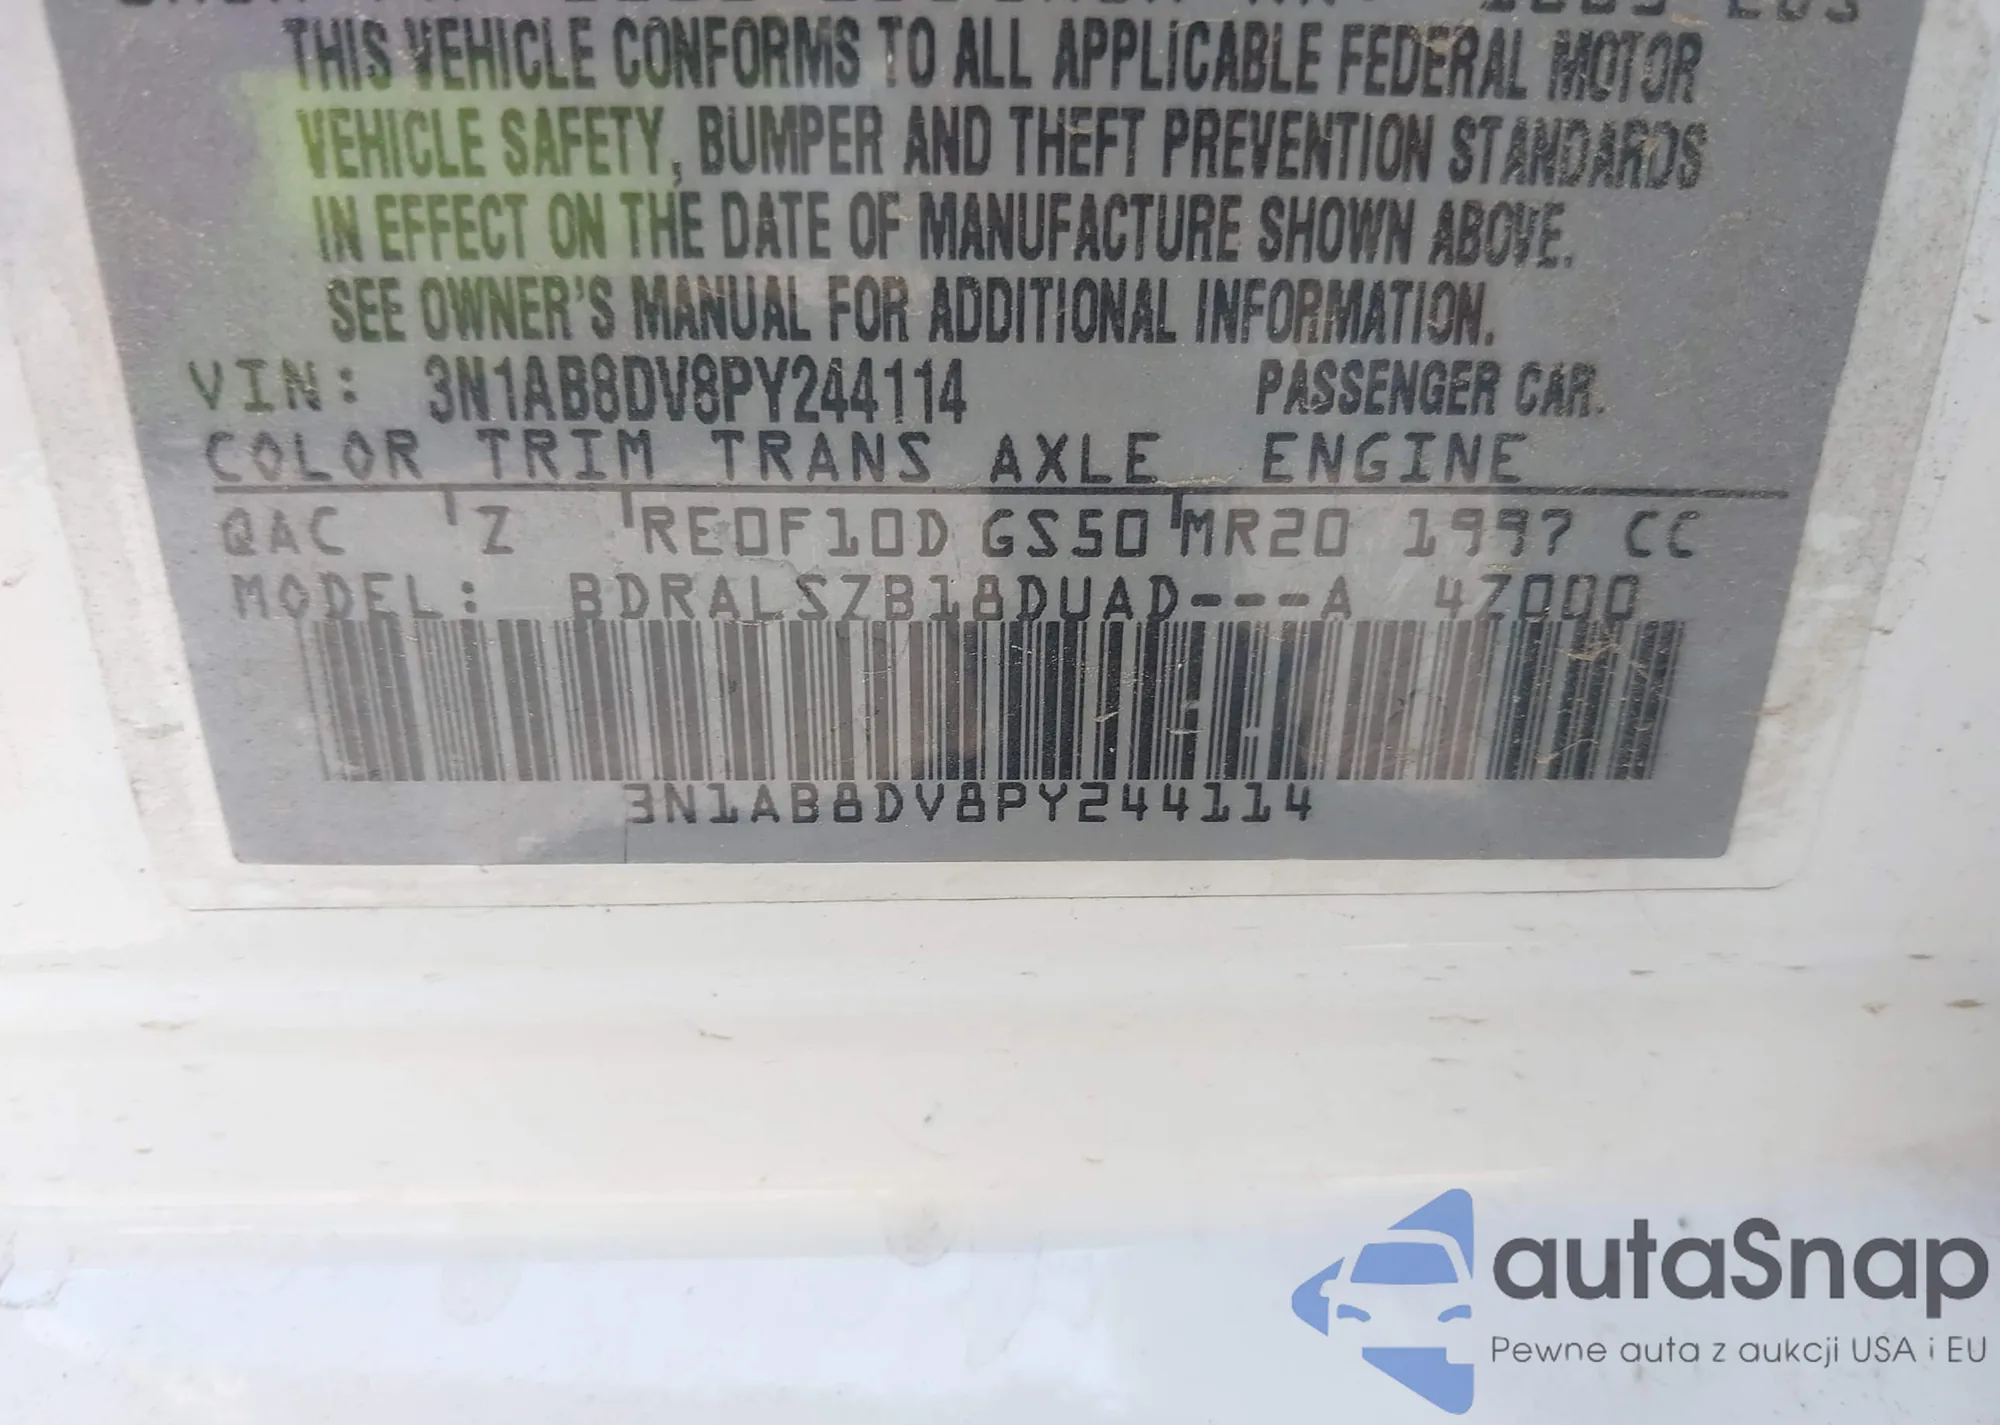 THIS VEHICLE CONFORMS TO ALL APPLICABLE FEDERAL MOTOR
VEHICLE SAFETY, BUMPER AND THEFT PREVENTION STANDARDS
IN EFFECT ON THE DATE OF MANUFACTURE SHOWN ABOVE.
SEE OWNER'S MANUAL FOR ADDITIONAL INFORMATION.
VIN: 3N1AB8DV8PY244114 PASSENGER CAR.
COLOR TRIM TRANS AXLE ENGINE
QAC Z RE0F10D GS50 MR20 1997 CC
MODEL: BDRALSZB18DUAD---A 4Z000
3N1AB8DV8PY244114
autaSnap
Pewne auta z aukcji USA i EU